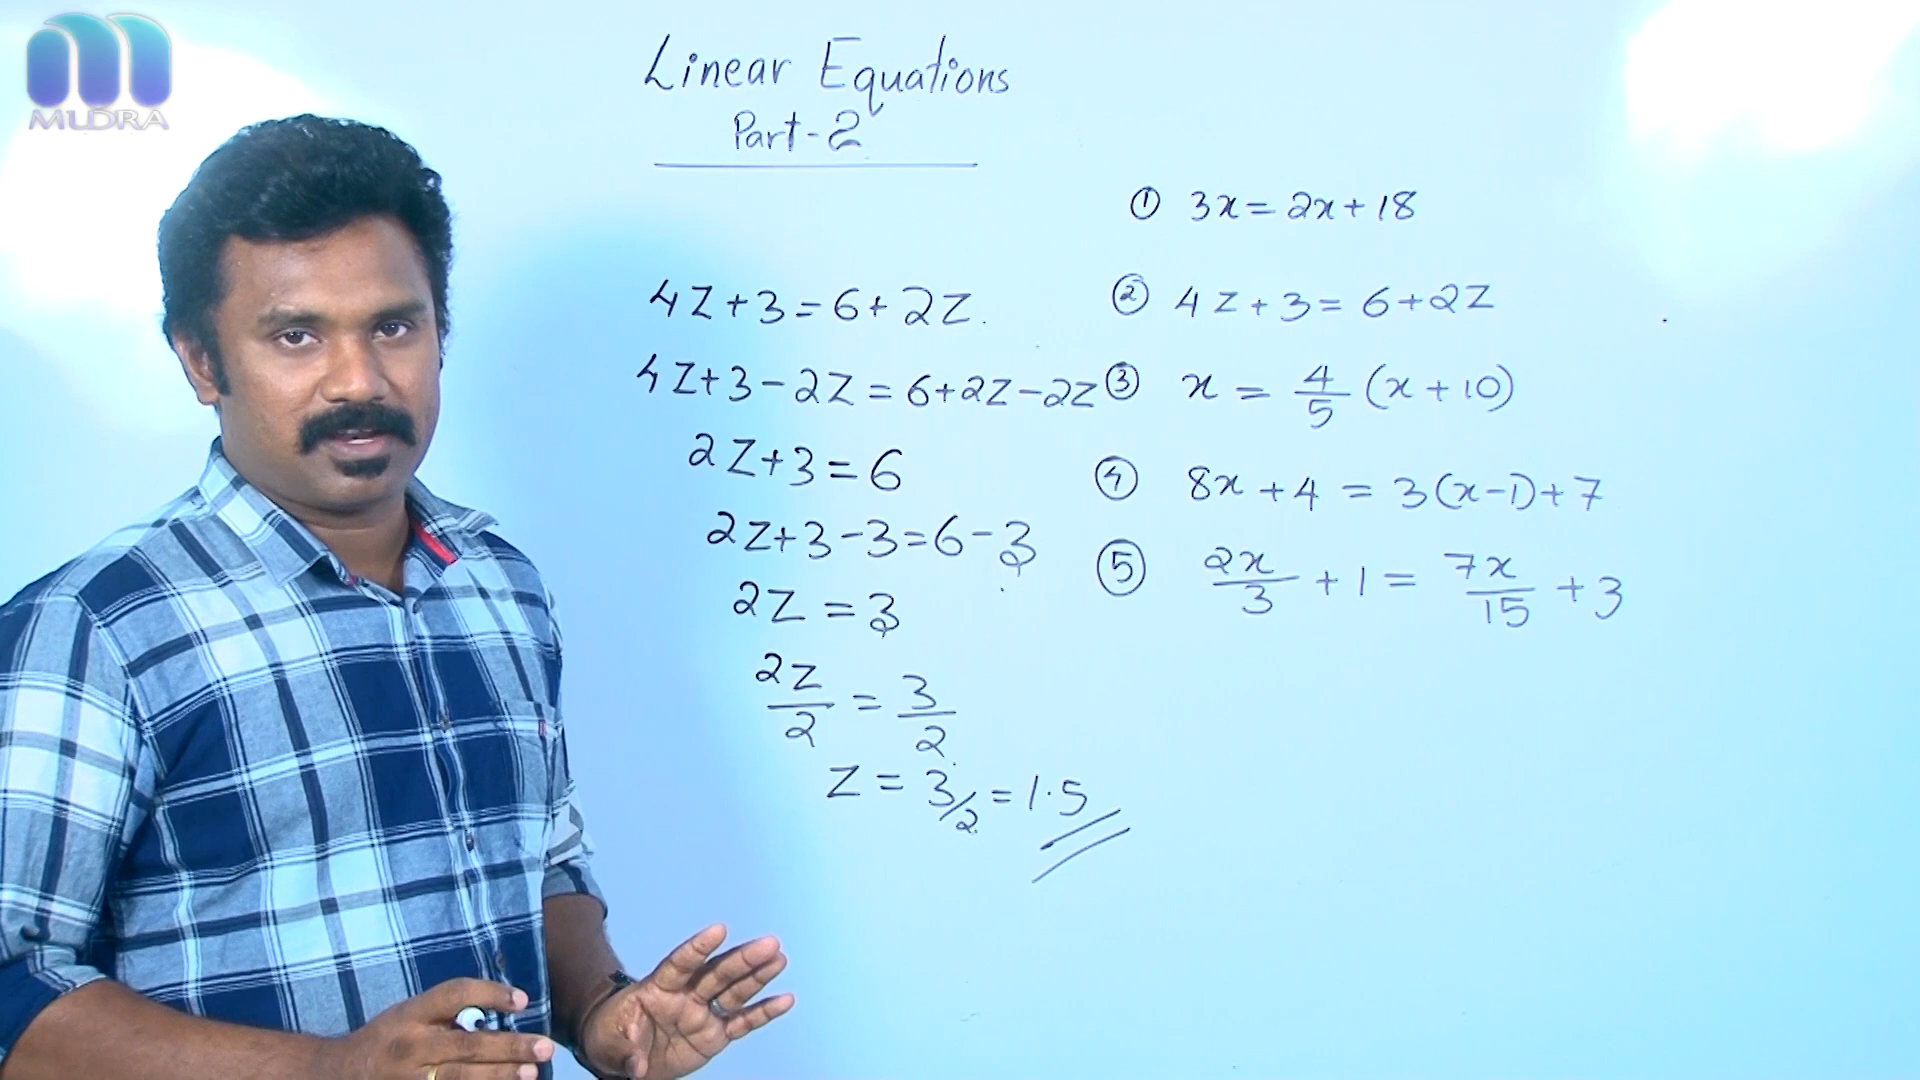 MUDRA
Linear Equations
Part-2
4z+3=6+2z.
4z+3-2z=6+2z-2z
2z+3=6
2z+3-3=6-3
2z=3
2z/2=3/2
z=3/2=1.5
① 3x=2x+18
② 4z+3=6+2z
③ x=4/5(x+10)
④ 8x+4=3(x-1)+7
⑤ 2x/3+1=7x/15+3